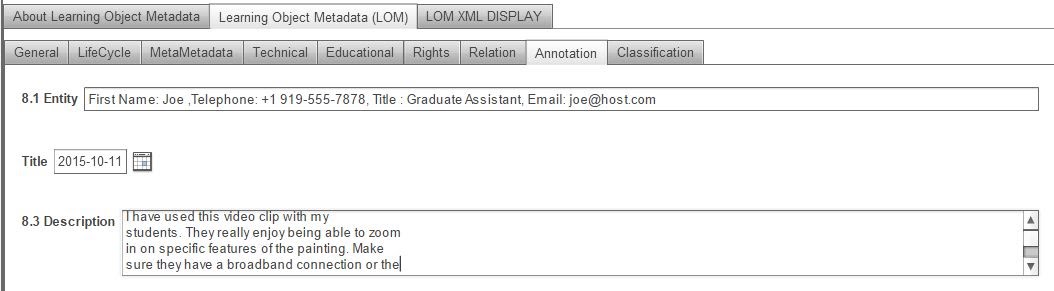 About Learning Object Metadata Learning Object Metadata (LOM) LOM XML DISPLAY
General LifeCycle MetaMetadata Technical Educational Rights Relation Annotation Classification
8.1 Entity First Name: Joe ,Telephone: +1 919-555-7878, Title : Graduate Assistant, Email: joe@host.com
Title 2015-10-11
8.3 Description I have used this video clip with my
students. They really enjoy being able to zoom
in on specific features of the painting. Make
sure they have a broadband connection or the